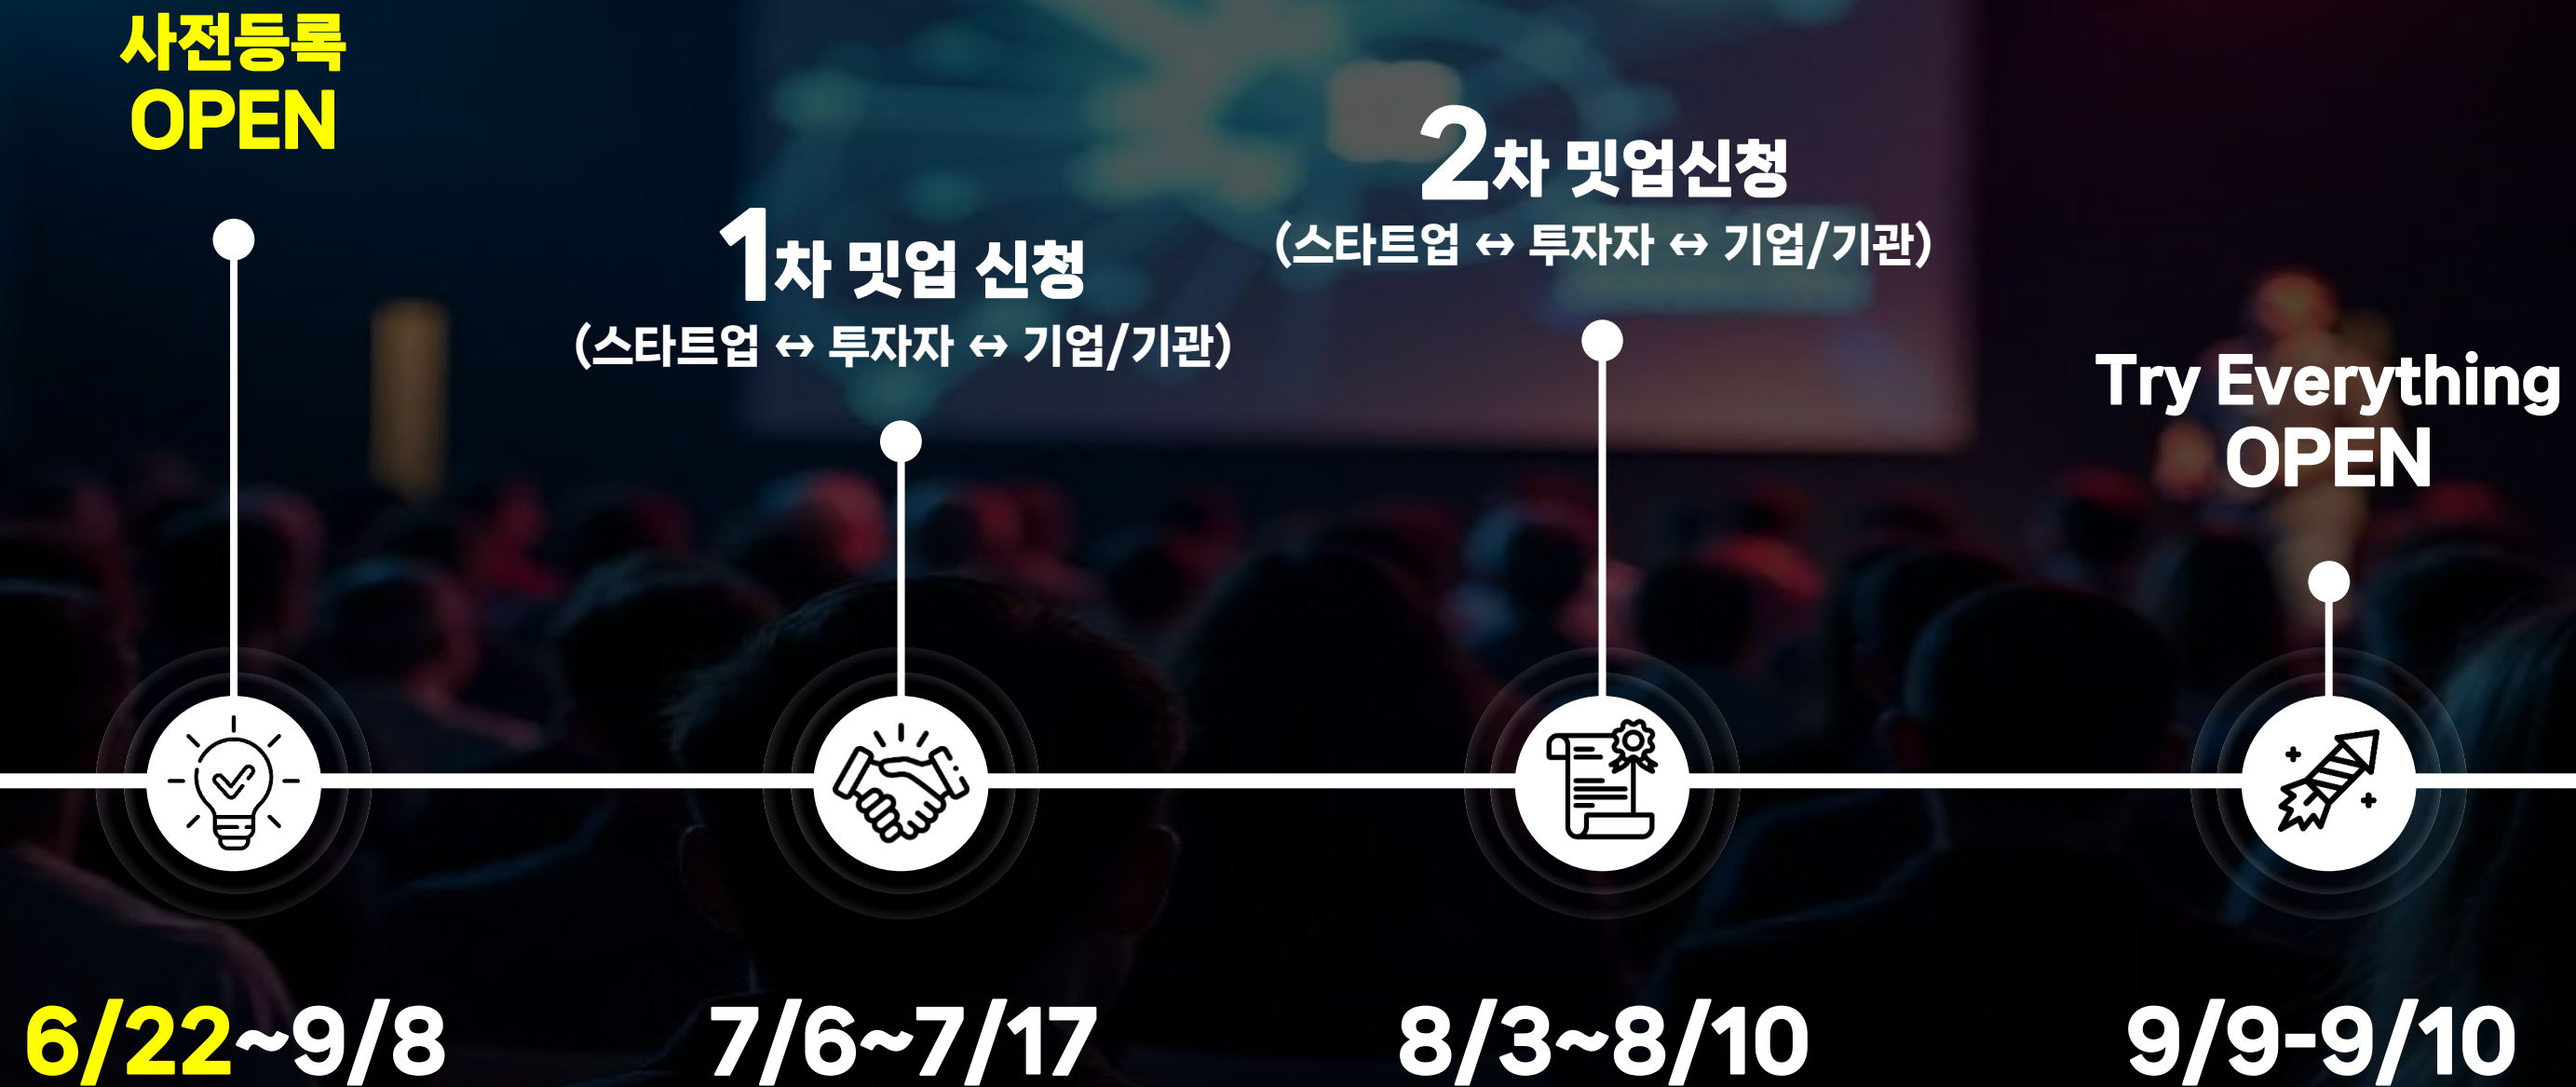 사전등록
OPEN
1차 밋업 신청
(스타트업 ↔ 투자자 ↔ 기업/기관)
2차 밋업신청
(스타트업 ↔ 투자자 ↔ 기업/기관)
Try Everything
OPEN
6/22~9/8
7/6~7/17
8/3~8/10
9/9-9/10